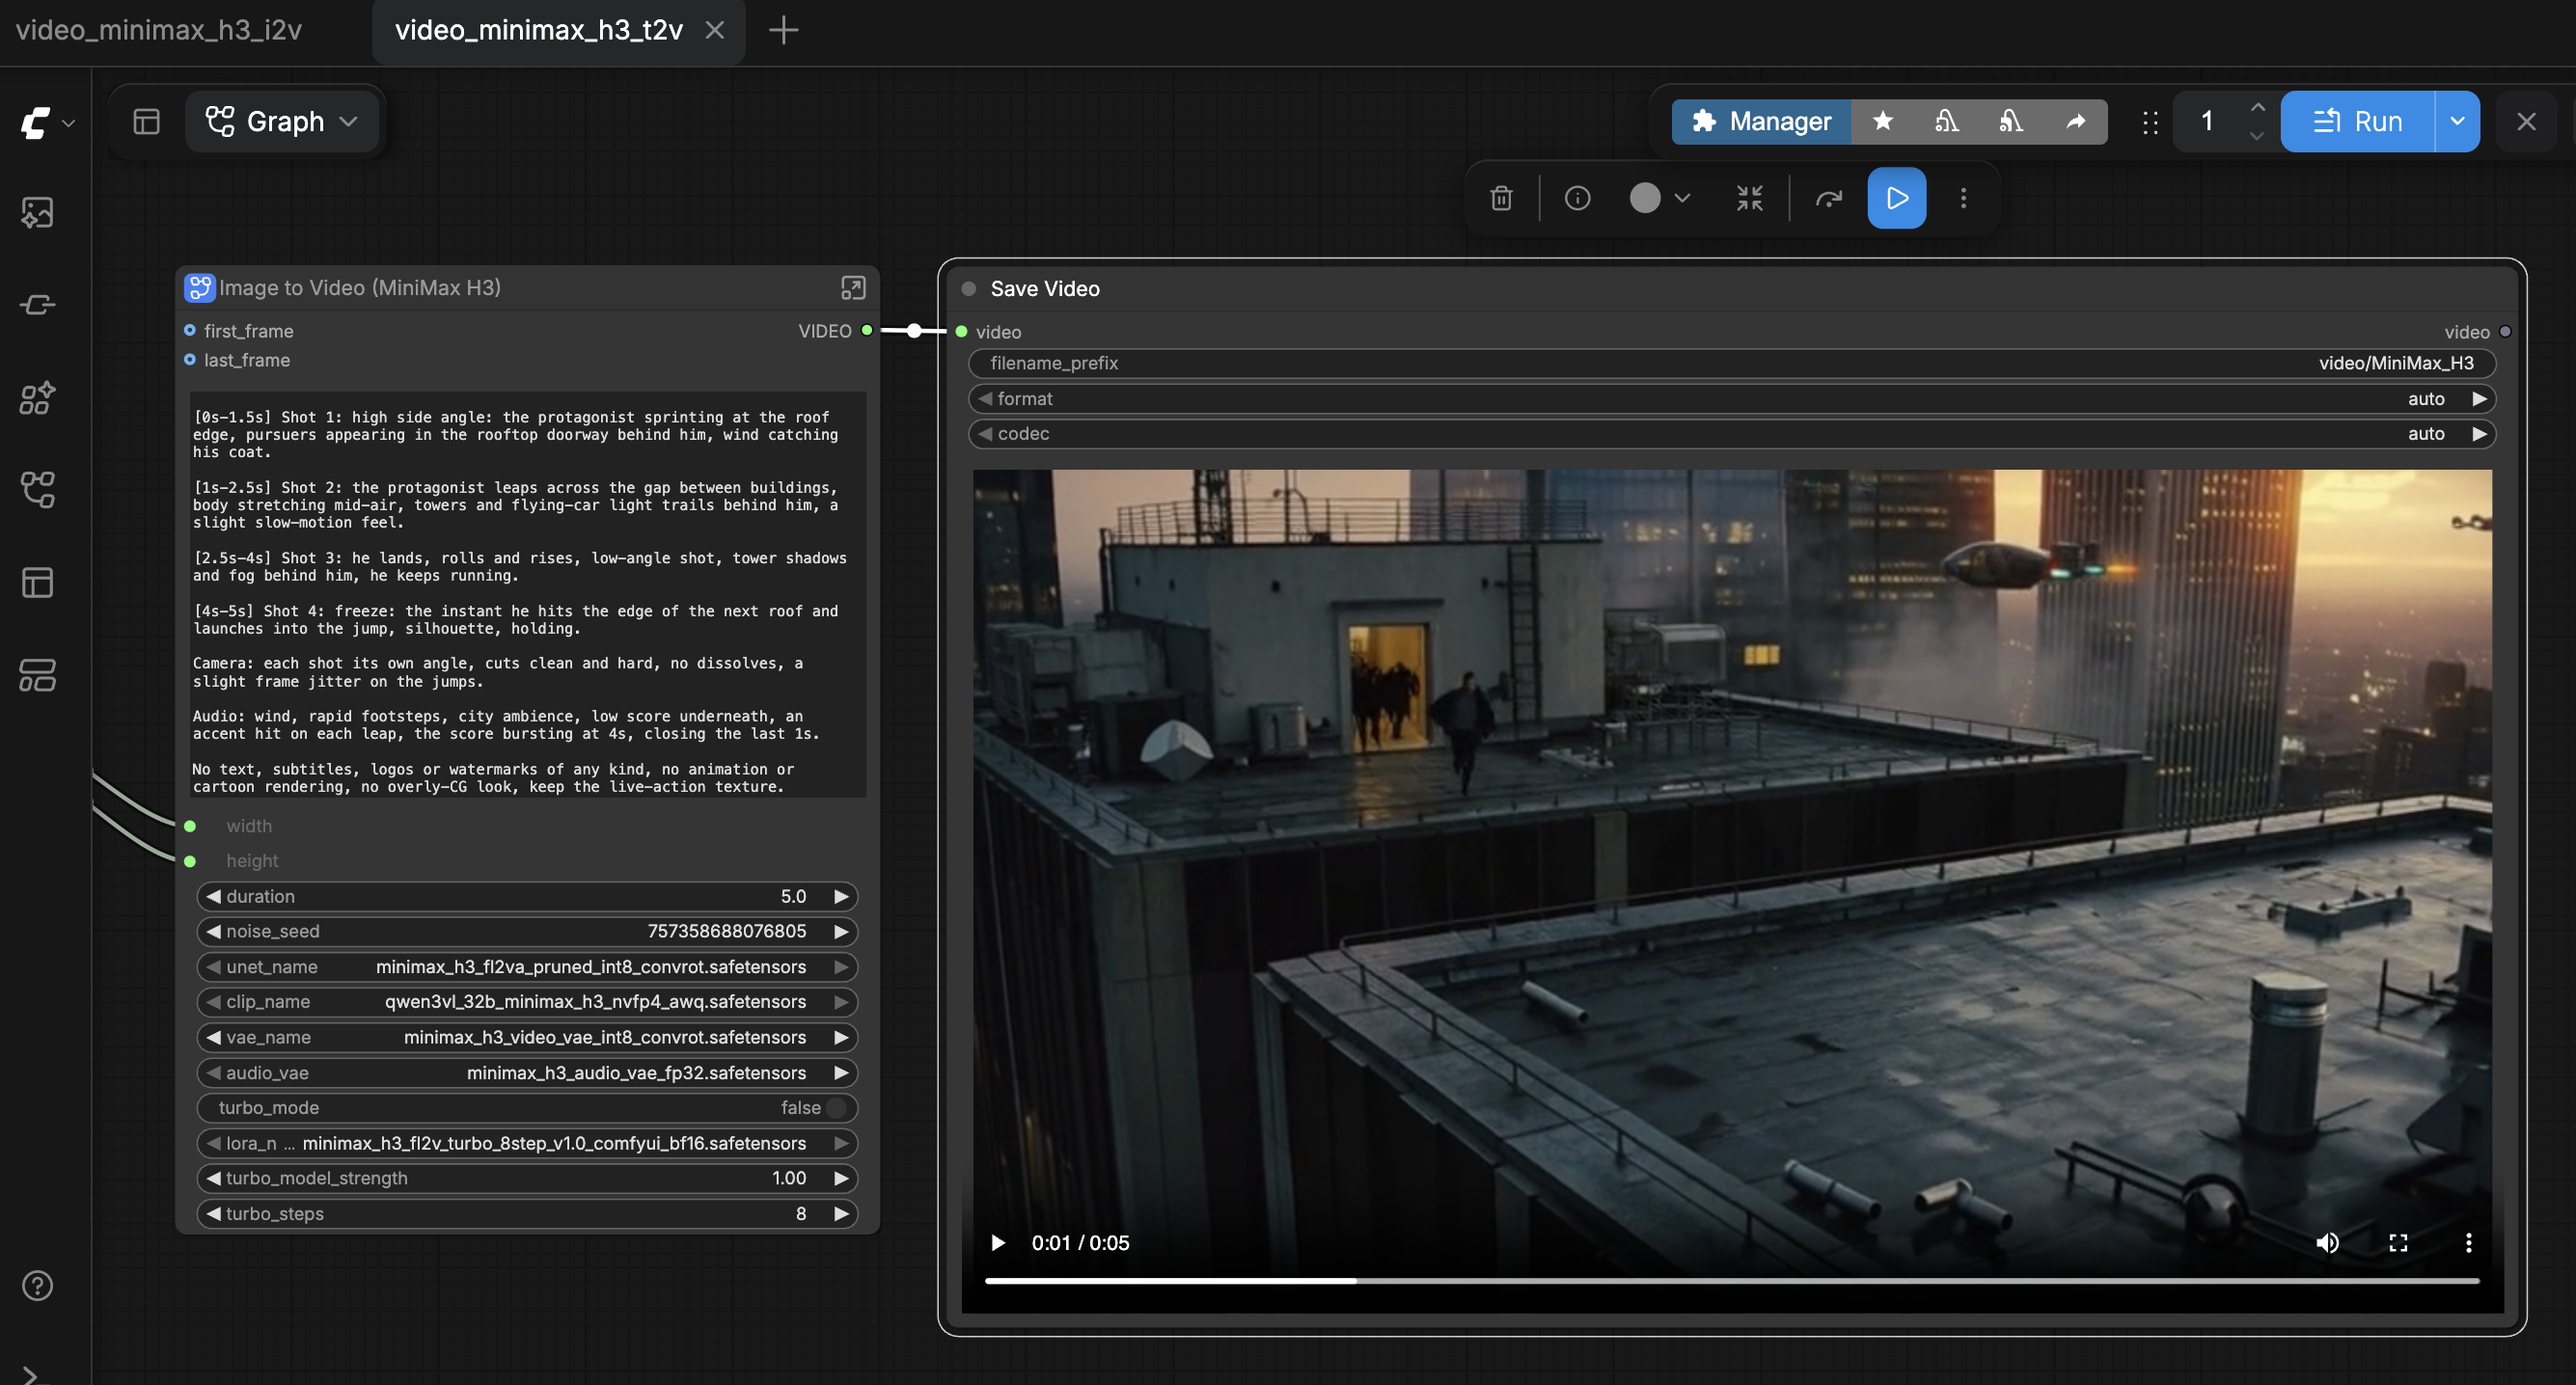 video_minimax_h3_i2v
video_minimax_h3_t2v
Graph
Manager
1
Run
Image to Video (MiniMax H3)
first_frame
VIDEO
last_frame
[0s-1.5s] Shot 1: high side angle: the protagonist sprinting at the roof
edge, pursuers appearing in the rooftop doorway behind him, wind catching
his coat.
[1s-2.5s] Shot 2: the protagonist leaps across the gap between buildings,
body stretching mid-air, towers and flying-car light trails behind him, a
slight slow-motion feel.
[2.5s-4s] Shot 3: he lands, rolls and rises, low-angle shot, tower shadows
and fog behind him, he keeps running.
[4s-5s] Shot 4: freeze: the instant he hits the edge of the next roof and
launches into the jump, silhouette, holding.
Camera: each shot its own angle, cuts clean and hard, no dissolves, a
slight frame jitter on the jumps.
Audio: wind, rapid footsteps, city ambience, low score underneath, an
accent hit on each leap, the score bursting at 4s, closing the last 1s.
No text, subtitles, logos or watermarks of any kind, no animation or
cartoon rendering, no overly-CG look, keep the live-action texture.
width
height
duration 5.0
noise_seed 757358688076805
unet_name minimax_h3_fl2va_pruned_int8_convrot.safetensors
clip_name qwen3vl_32b_minimax_h3_nvfp4_awq.safetensors
vae_name minimax_h3_video_vae_int8_convrot.safetensors
audio_vae minimax_h3_audio_vae_fp32.safetensors
turbo_mode false
lora_n ... minimax_h3_fl2v_turbo_8step_v1.0_comfyui_bf16.safetensors
turbo_model_strength 1.00
turbo_steps 8
Save Video
video
video
filename_prefix video/MiniMax_H3
format auto
codec auto
0:01 / 0:05